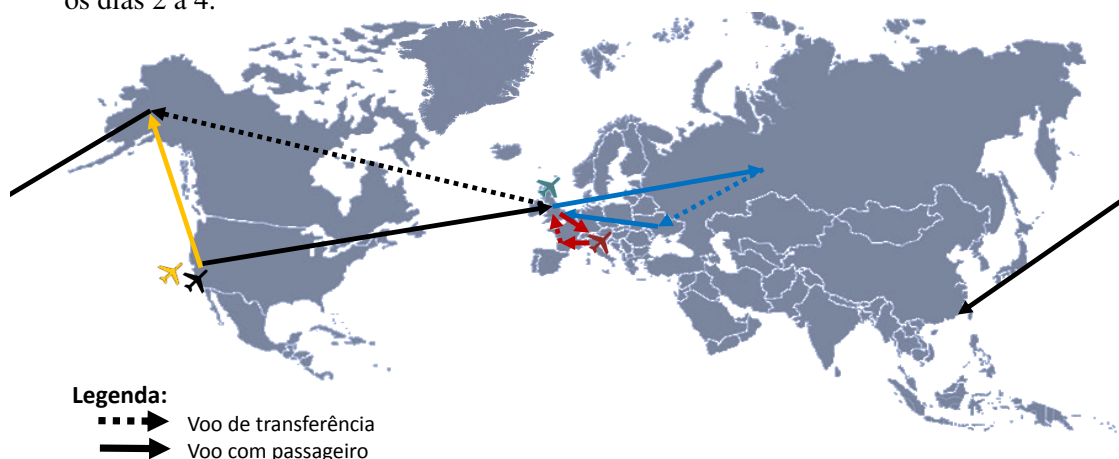 os dias 2 a 4.
Legenda:
Voo de transferência
Voo com passageiro